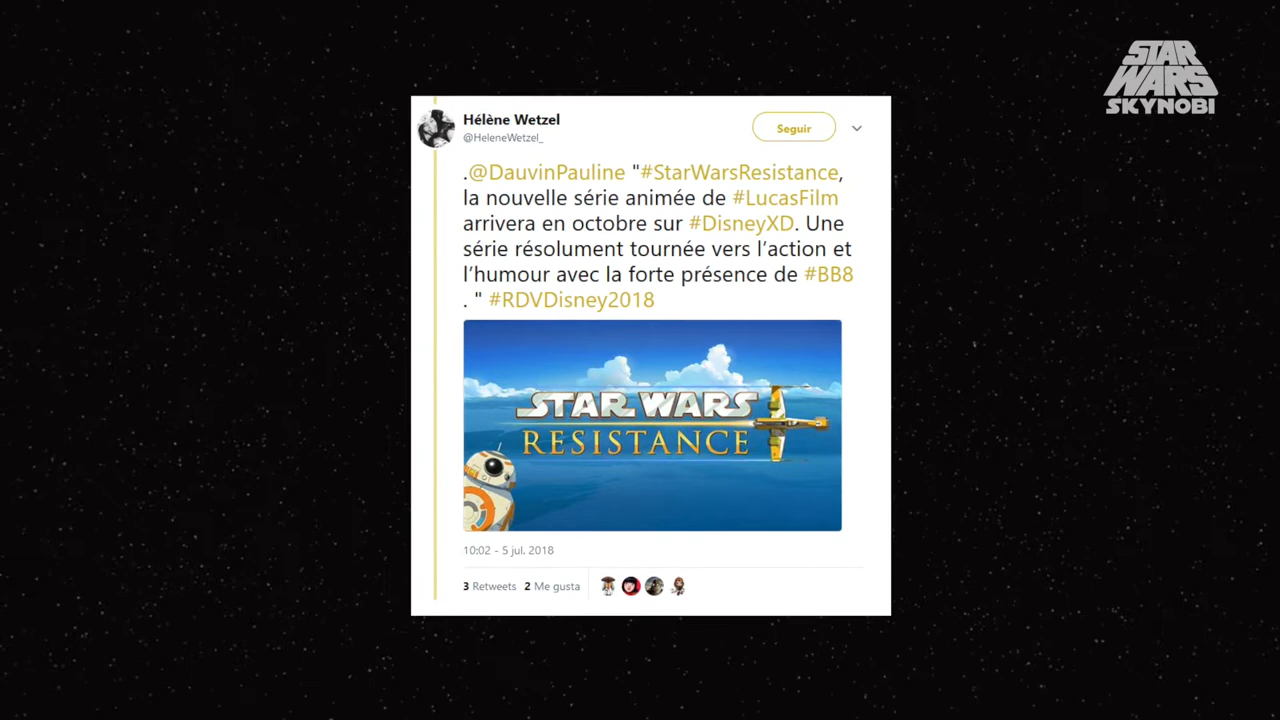 STAR
WARS
SKYNOBI
Hélène Wetzel
@HeleneWetzel_
Seguir
.@DauvinPauline "#StarWarsResistance,
la nouvelle série animée de #LucasFilm
arrivera en octobre sur #DisneyXD. Une
série résolument tournée vers l’action et
l’humour avec la forte présence de #BB8
. " #RDVDisney2018
STAR WARS
RESISTANCE
10:02 - 5 jul. 2018
3 Retweets 2 Me gusta